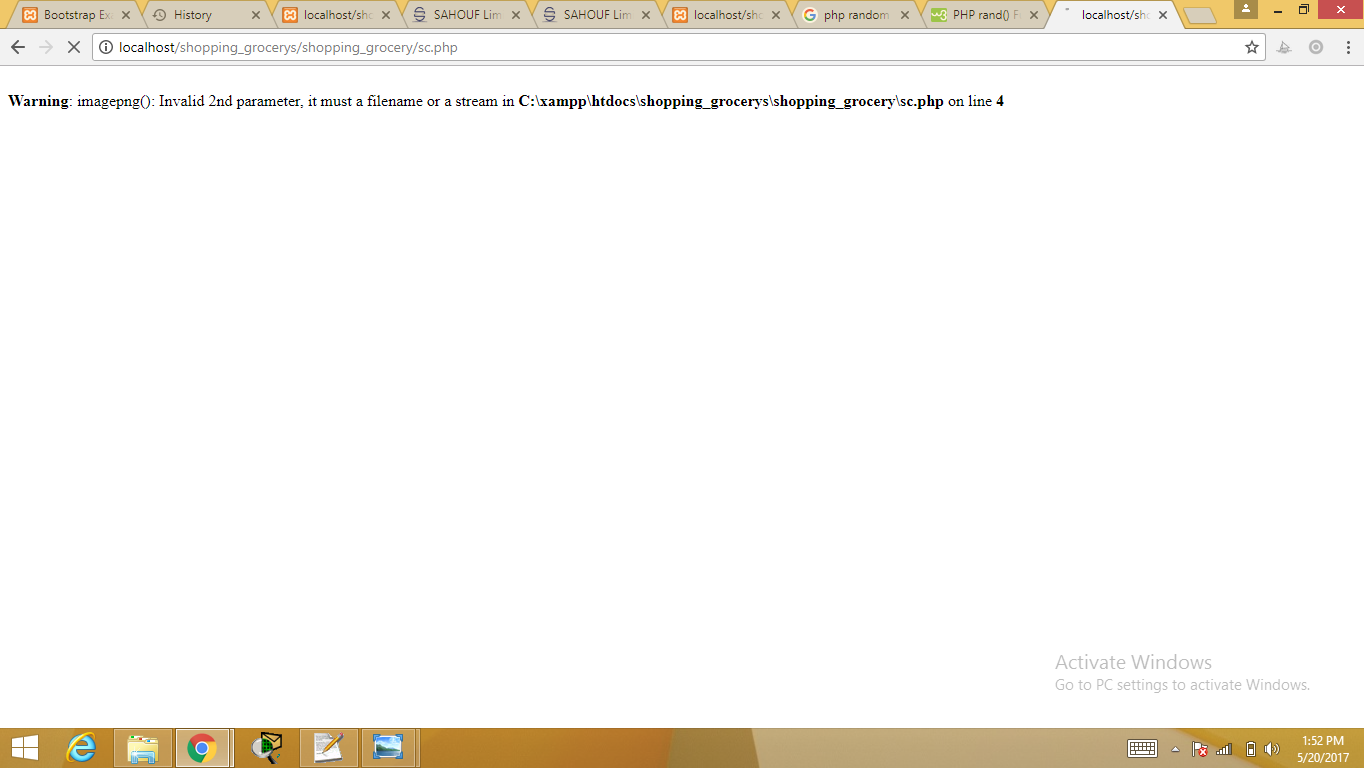 Bootstrap Ex
History
localhost/sho
SAHOUF Lim
SAHOUF Lim
localhost/sho
php random
PHP rand() F
localhost/sho
localhost/shopping_grocerys/shopping_grocery/sc.php
Warning: imagepng(): Invalid 2nd parameter, it must a filename or a stream in C:\xampp\htdocs\shopping_grocerys\shopping_grocery\sc.php on line 4
Activate Windows
Go to PC settings to activate Windows.
1:52 PM
5/20/2017